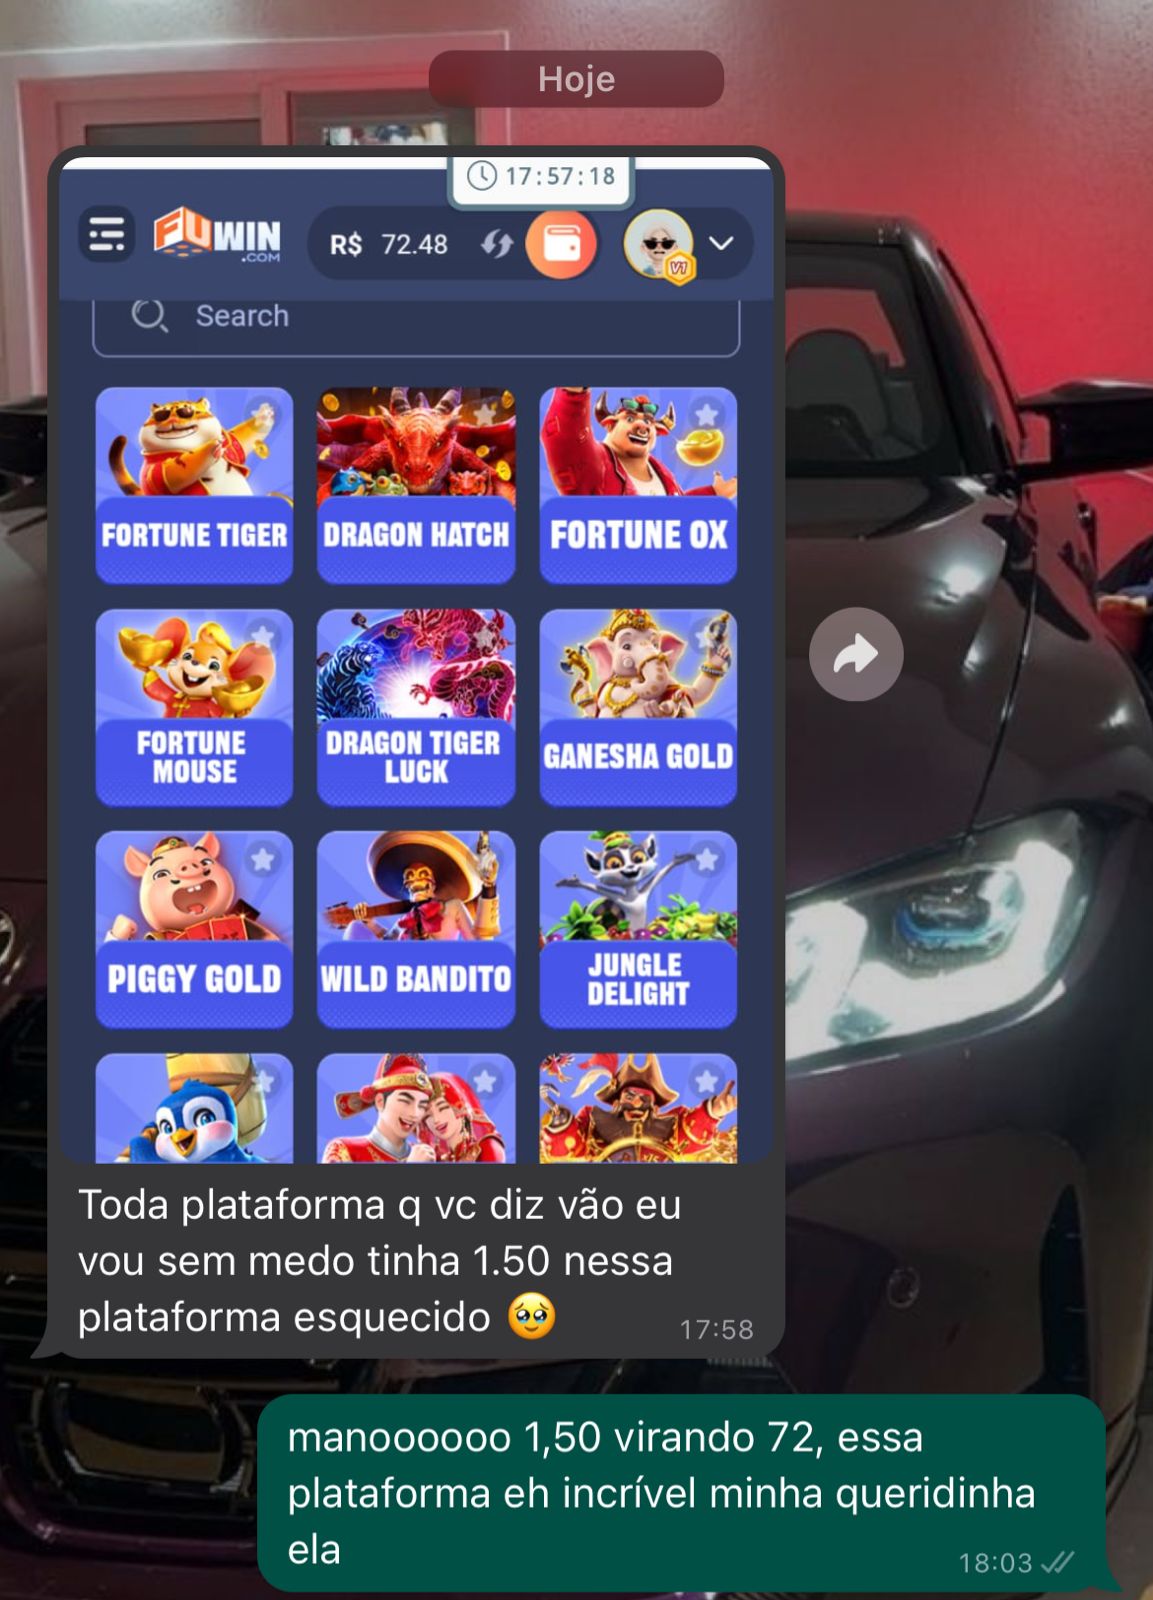 Hoje
17:57:18
FUWIN
.COM
R$ 72.48
V1
Search
FORTUNE TIGER
DRAGON HATCH
FORTUNE OX
FORTUNE
MOUSE
DRAGON TIGER
LUCK
GANESHA GOLD
PIGGY GOLD
WILD BANDITO
JUNGLE
DELIGHT
Toda plataforma q vc diz vão eu
vou sem medo tinha 1.50 nessa
plataforma esquecido 🥹
17:58
manoooooo 1,50 virando 72, essa
plataforma eh incrível minha queridinha
ela
18:03